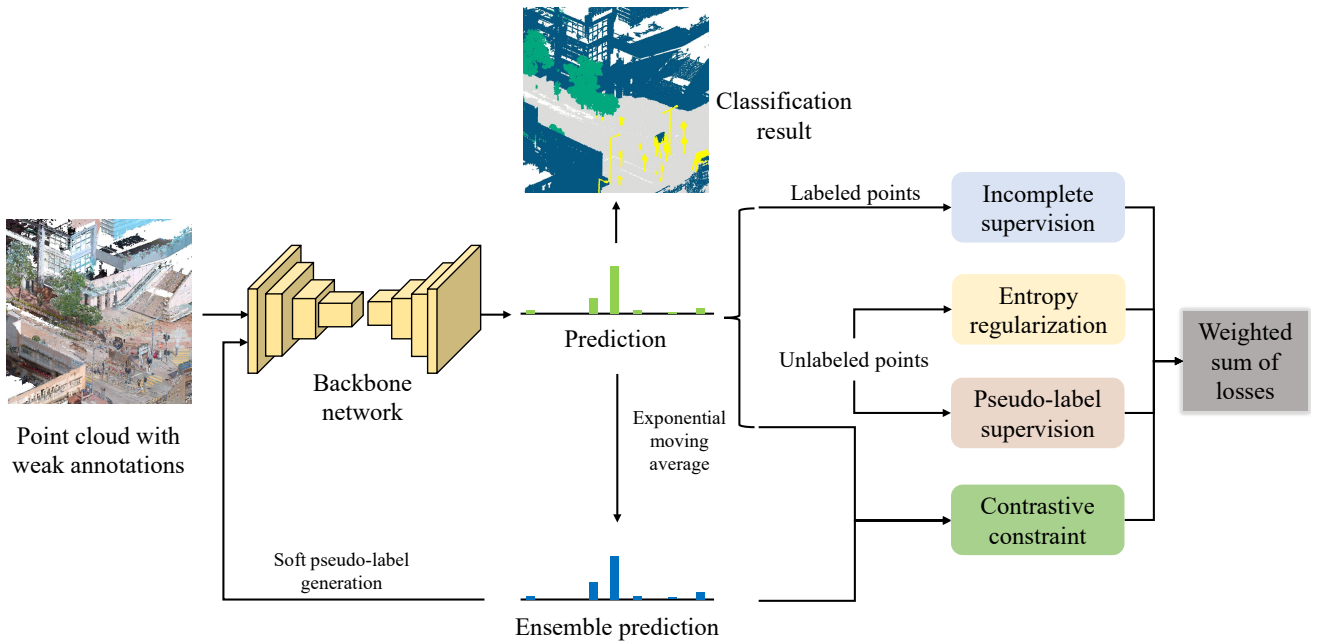 Classification
result
Point cloud with
weak annotations
Backbone
network
Prediction
Exponential
moving
average
Soft pseudo-label
generation
Ensemble prediction
Labeled points
Unlabeled points
Incomplete
supervision
Entropy
regularization
Pseudo-label
supervision
Contrastive
constraint
Weighted
sum of
losses